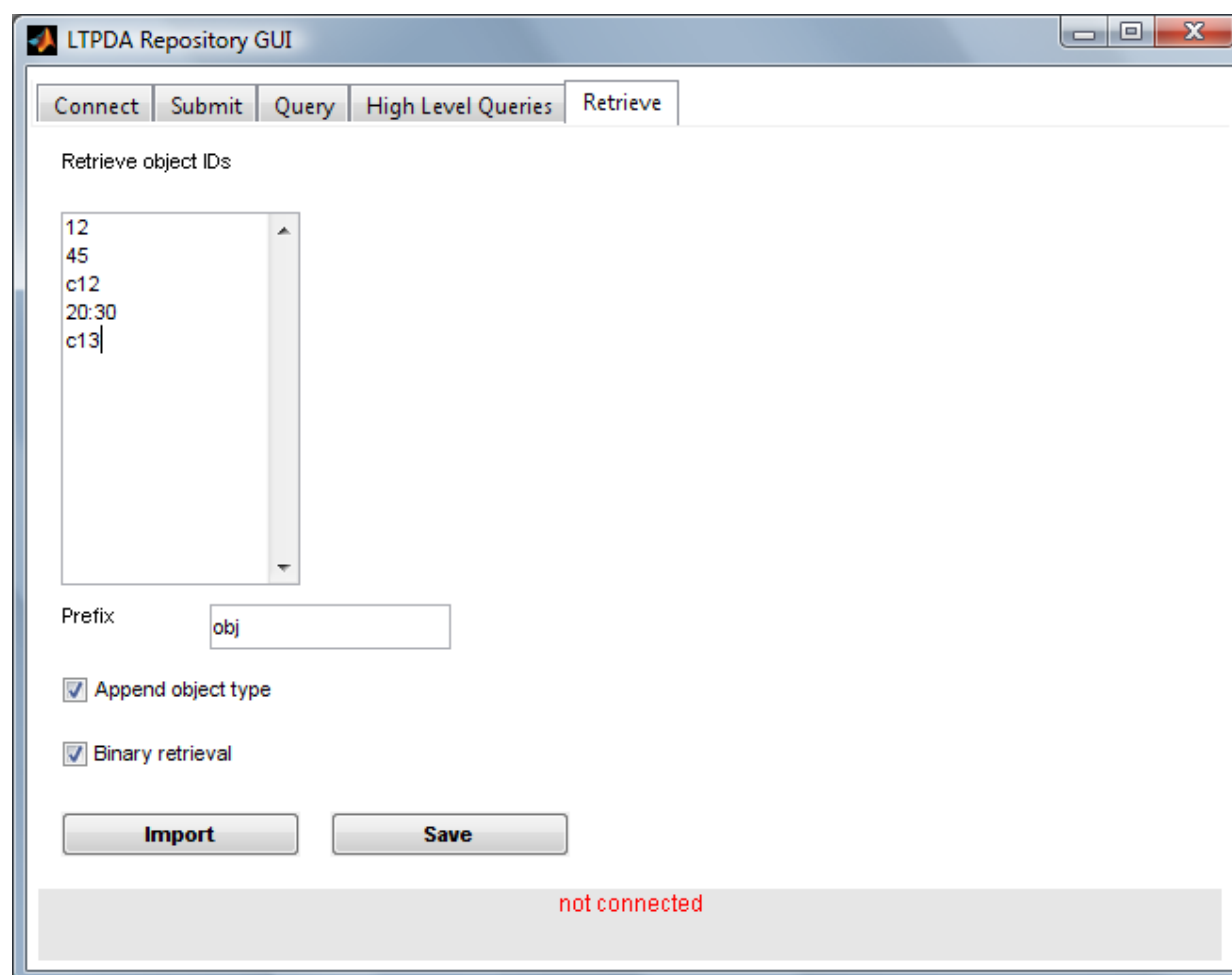 LTPDA Repository GUI
Connect Submit Query High Level Queries Retrieve
Retrieve object IDs
12
45
c12
20:30
c13
Prefix obj
Append object type
Binary retrieval
Import Save
not connected